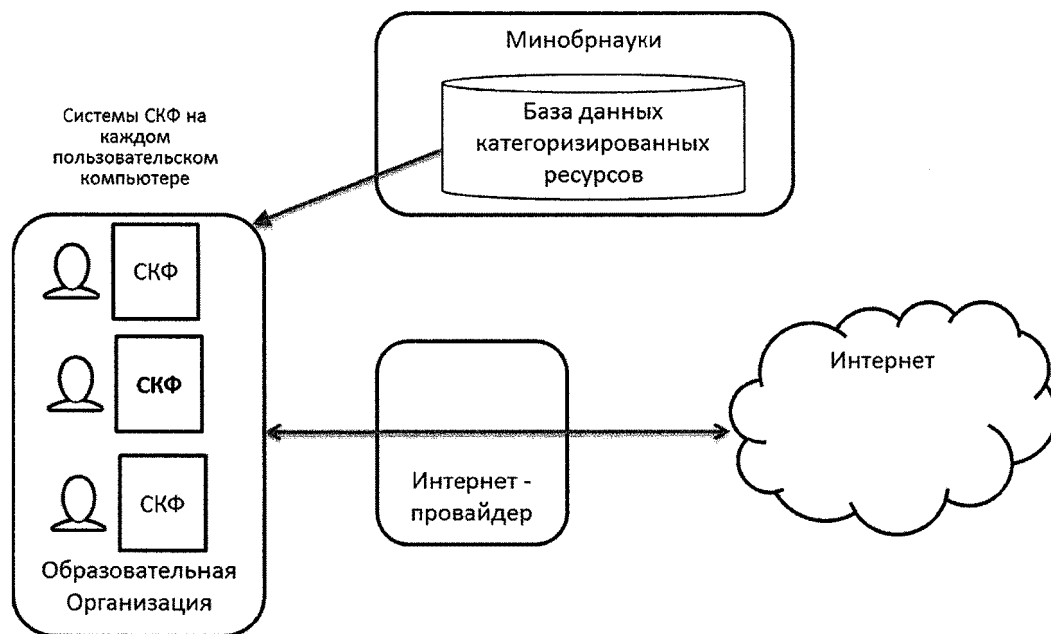 Минобрнауки
База данных
категоризированных
ресурсов
Системы СКФ на
каждом
пользовательском
компьютере
СКФ
СКФ
СКФ
Образовательная
Организация
Интернет -
провайдер
Интернет